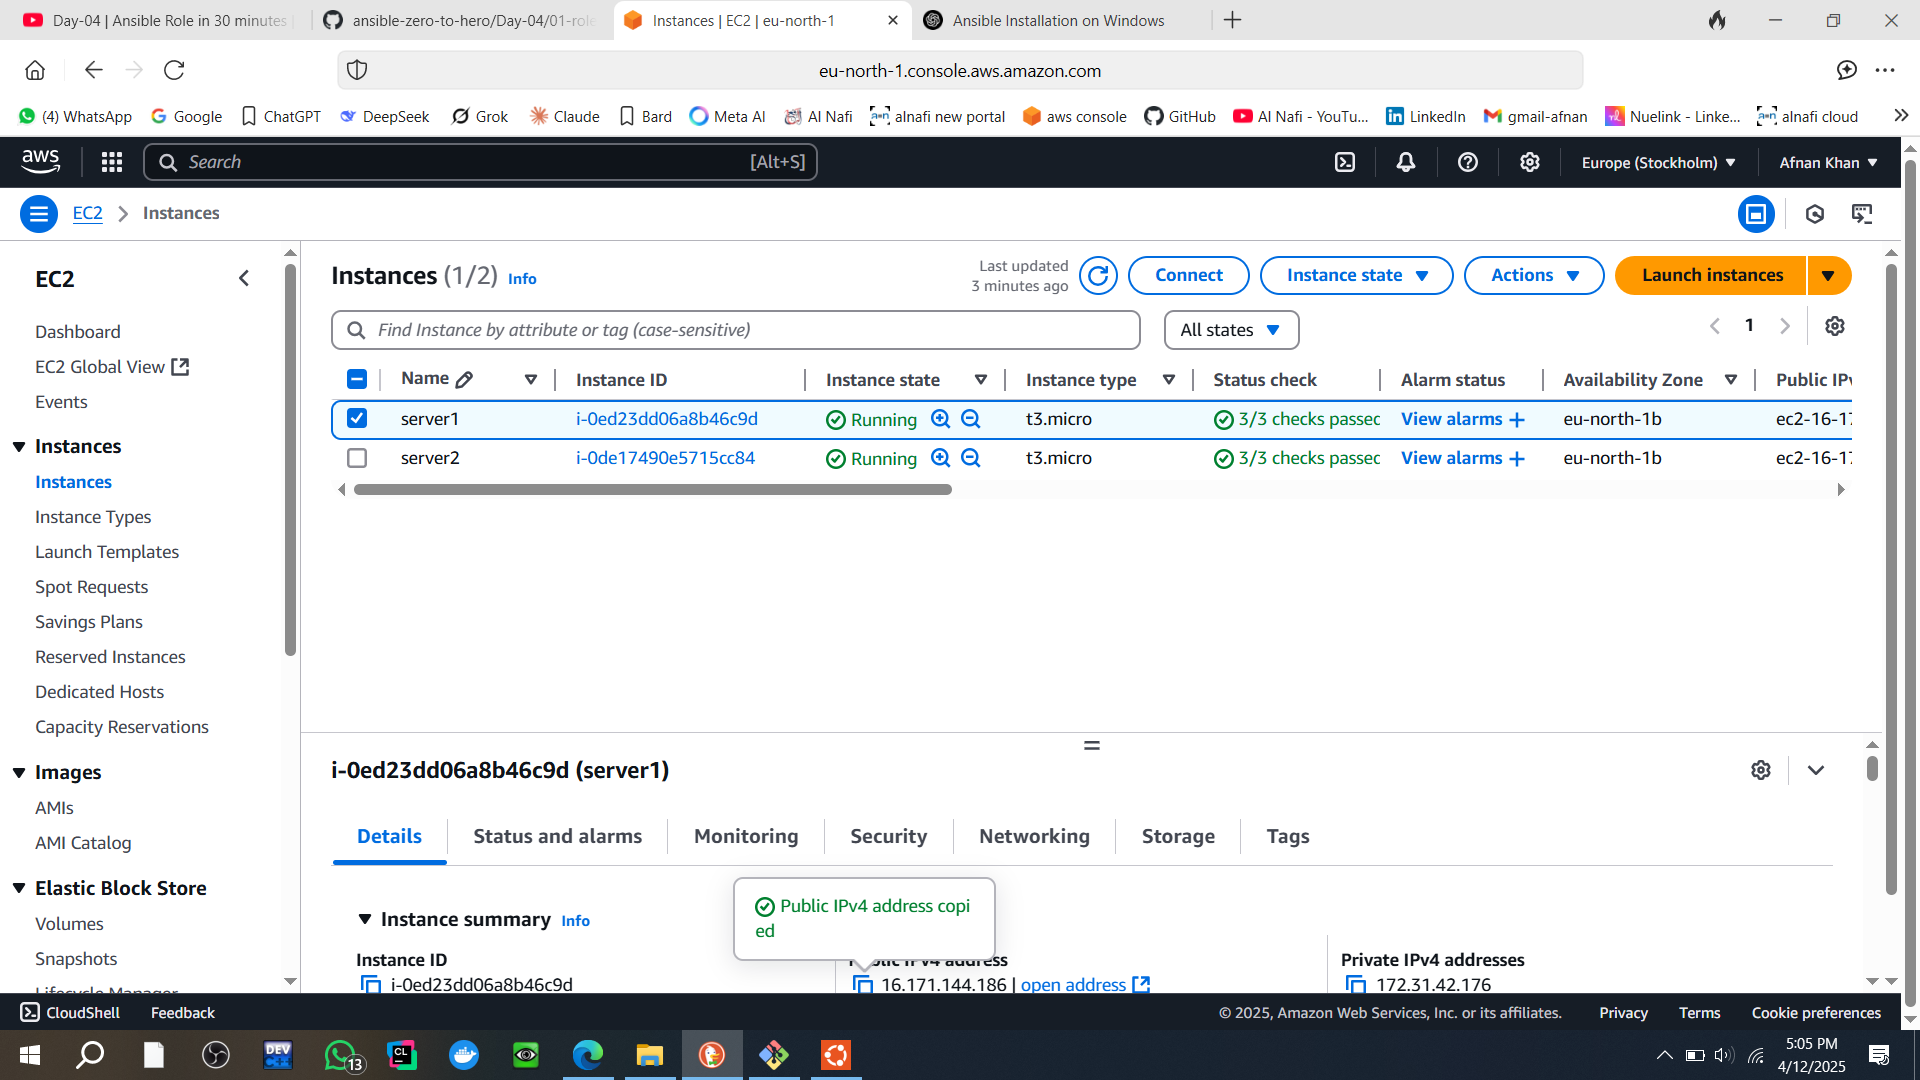 Day-04 | Ansible Role in 30 minutes
ansible-zero-to-hero/Day-04/01-role
Instances | EC2 | eu-north-1
Ansible Installation on Windows
eu-north-1.console.aws.amazon.com
(4) WhatsApp
Google
ChatGPT
DeepSeek
Grok
Claude
Bard
Meta AI
Al Nafi
alnafi new portal
aws console
GitHub
Al Nafi - YouTu...
LinkedIn
gmail-afnan
Nuelink - Linke...
alnafi cloud
aws
Search
[Alt+S]
Europe (Stockholm)
Afnan Khan
EC2
Instances
EC2
Dashboard
EC2 Global View
Events
Instances
Instances
Instance Types
Launch Templates
Spot Requests
Savings Plans
Reserved Instances
Dedicated Hosts
Capacity Reservations
Images
AMIs
AMI Catalog
Elastic Block Store
Volumes
Snapshots
Lifecycle Manager
Instances (1/2) Info
Last updated
3 minutes ago
Connect
Instance state
Actions
Launch instances
Find Instance by attribute or tag (case-sensitive)
All states
1
Name
Instance ID
Instance state
Instance type
Status check
Alarm status
Availability Zone
Public IPv
server1
i-0ed23dd06a8b46c9d
Running
t3.micro
3/3 checks passed
View alarms
eu-north-1b
ec2-16-17
server2
i-0de17490e5715cc84
Running
t3.micro
3/3 checks passed
View alarms
eu-north-1b
ec2-16-17
i-0ed23dd06a8b46c9d (server1)
Details
Status and alarms
Monitoring
Security
Networking
Storage
Tags
Public IPv4 address copi
ed
Instance summary Info
Instance ID
i-0ed23dd06a8b46c9d
Public IPv4 address
16.171.144.186 | open address
Private IPv4 addresses
172.31.42.176
CloudShell
Feedback
© 2025, Amazon Web Services, Inc. or its affiliates.
Privacy
Terms
Cookie preferences
DEV
C++
13
CL
5:05 PM
4/12/2025